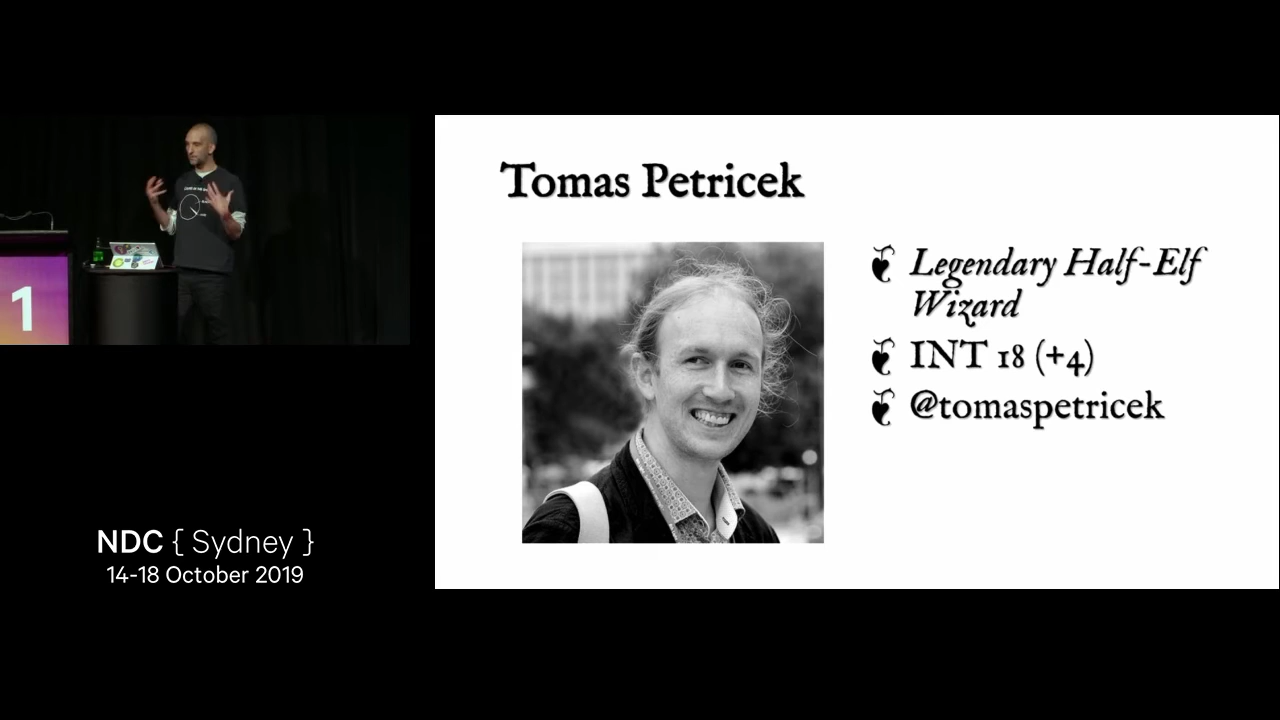 Tomas Petricek
Legendary Half-Elf
Wizard
INT 18 (+4)
@tomaspetricek
1
NDC { Sydney }
14-18 October 2019